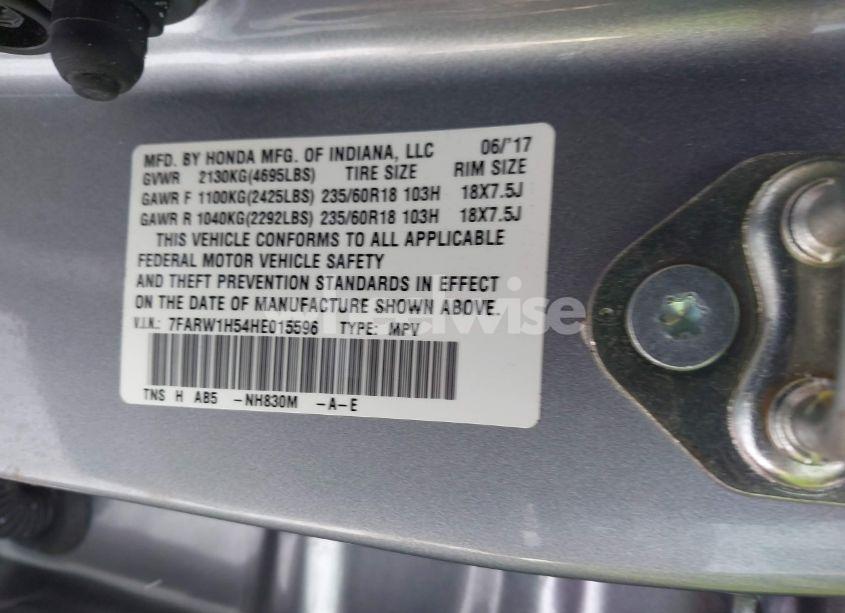 MFD. BY HONDA MFG. OF INDIANA, LLC 06/'17
GVWR 2130KG(4695LBS) TIRE SIZE RIM SIZE
GAWR F 1100KG(2425LBS) 235/60R18 103H 18X7.5J
GAWR R 1040KG(2292LBS) 235/60R18 103H 18X7.5J
THIS VEHICLE CONFORMS TO ALL APPLICABLE
FEDERAL MOTOR VEHICLE SAFETY
AND THEFT PREVENTION STANDARDS IN EFFECT
ON THE DATE OF MANUFACTURE SHOWN ABOVE.
V.I.N.: 7FARW1H54HE015596 TYPE: MPV
TNS H AB5 -NH830M -A-E